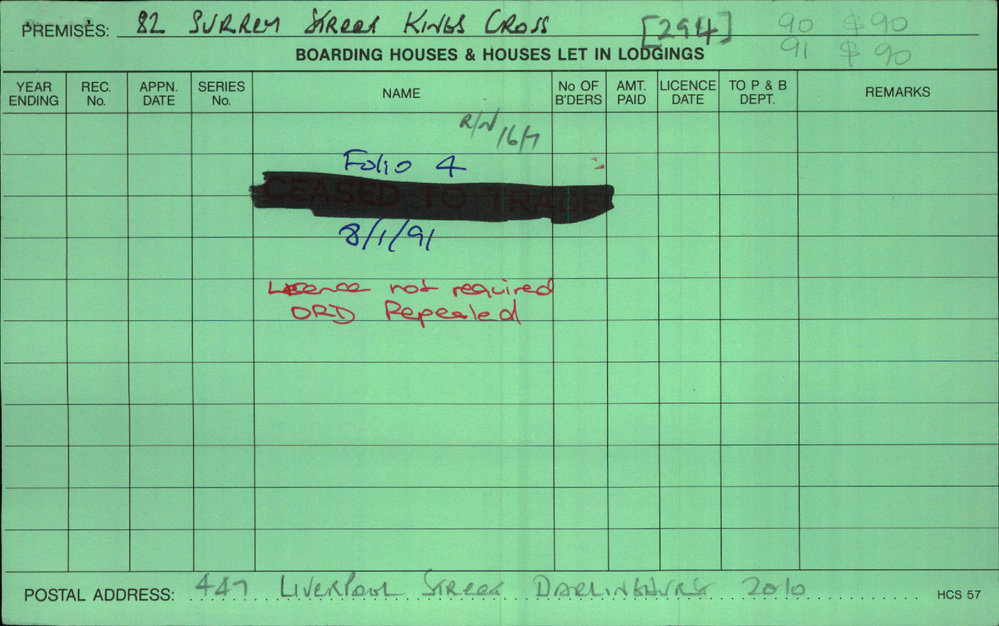 PREMISES: 82 SURREY STREET KINGS CROSS [294] 90 $90
BOARDING HOUSES & HOUSES LET IN LODGINGS 91 $90
YEAR ENDING REC. No. APPN. DATE SERIES No. NAME No OF B'DERS AMT. PAID LICENCE DATE TO P & B DEPT. REMARKS
R/N 16/7
Folio 4
CEASED TO TRADE
8/1/91
Licence not required
ORD Repealed
POSTAL ADDRESS: 447 LIVERPOOL STREET DARLINGHURST 2010 HCS 57